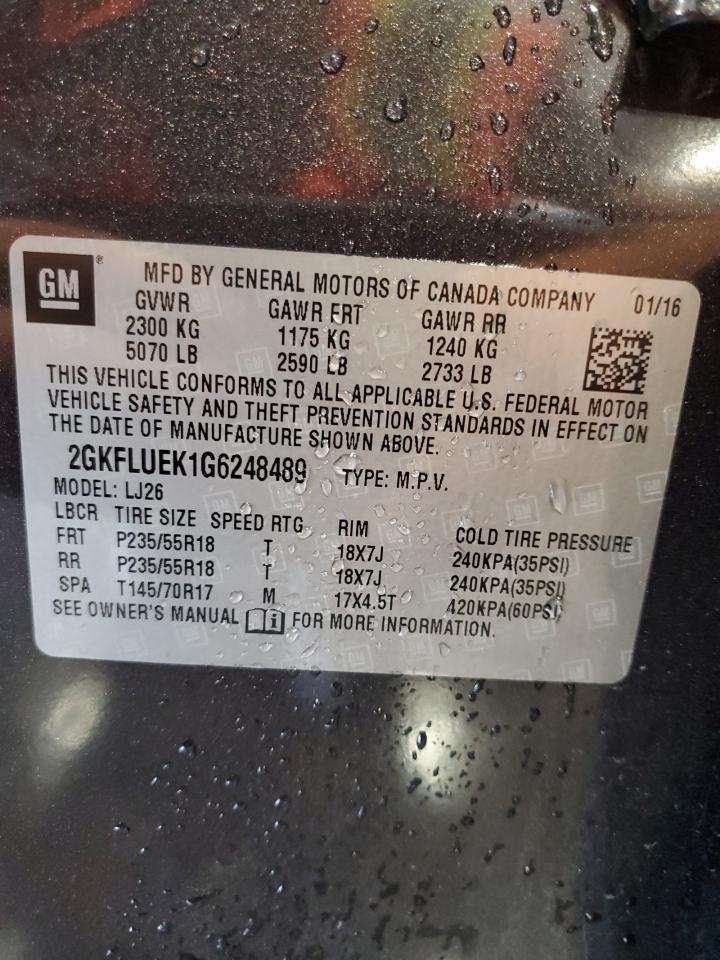 GM ® MFD BY GENERAL MOTORS OF CANADA COMPANY 01/16
GVWR GAWR FRT GAWR RR
2300 KG 1175 KG 1240 KG
5070 LB 2590 LB 2733 LB
THIS VEHICLE CONFORMS TO ALL APPLICABLE U.S. FEDERAL MOTOR
VEHICLE SAFETY AND THEFT PREVENTION STANDARDS IN EFFECT ON
THE DATE OF MANUFACTURE SHOWN ABOVE.
2GKFLUEK1G6248489 TYPE: M.P.V.
MODEL: LJ26
LBCR TIRE SIZE SPEED RTG RIM COLD TIRE PRESSURE
FRT P235/55R18 T 18X7J 240KPA(35PSI)
RR P235/55R18 T 18X7J 240KPA(35PSI)
SPA T145/70R17 M 17X4.5T 420KPA(60PSI)
SEE OWNER'S MANUAL i FOR MORE INFORMATION.